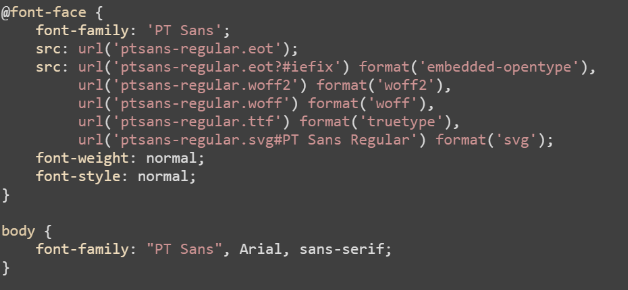 @font-face {
    font-family: 'PT Sans';
    src: url('ptsans-regular.eot');
    src: url('ptsans-regular.eot?#iefix') format('embedded-opentype'),
         url('ptsans-regular.woff2') format('woff2'),
         url('ptsans-regular.woff') format('woff'),
         url('ptsans-regular.ttf') format('truetype'),
         url('ptsans-regular.svg#PT Sans Regular') format('svg');
    font-weight: normal;
    font-style: normal;
}

body {
    font-family: "PT Sans", Arial, sans-serif;
}